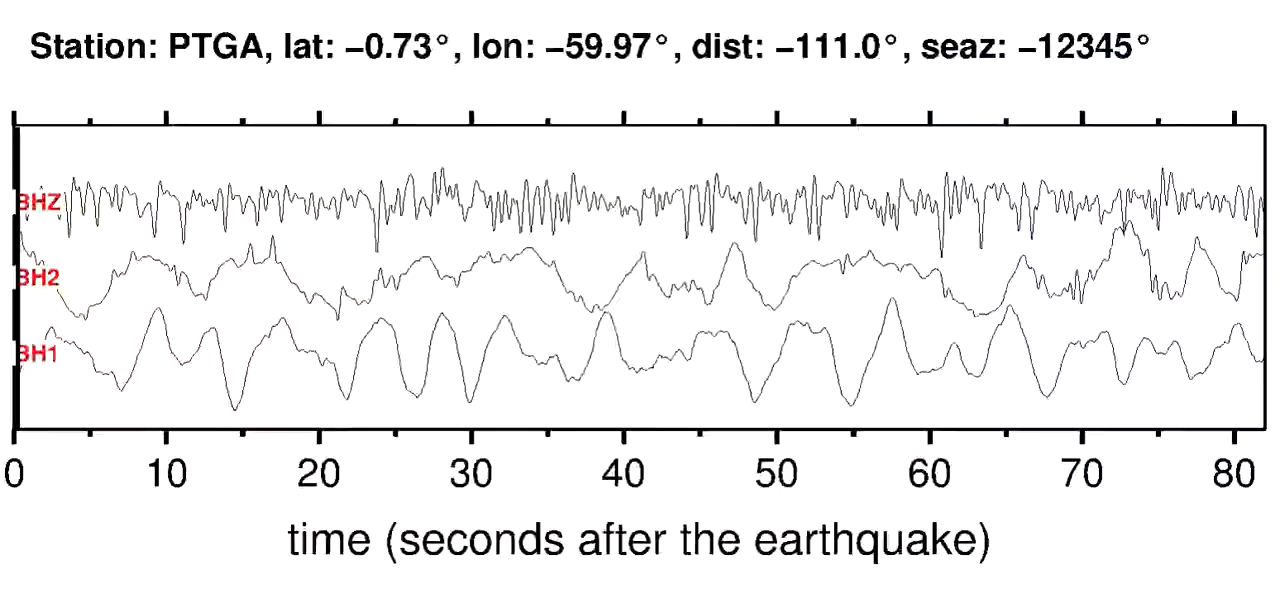 Station: PTGA, lat: −0.73°, lon: −59.97°, dist: −111.0°, seaz: −12345°
BHZ
BH2
BH1
0 10 20 30 40 50 60 70 80
time (seconds after the earthquake)